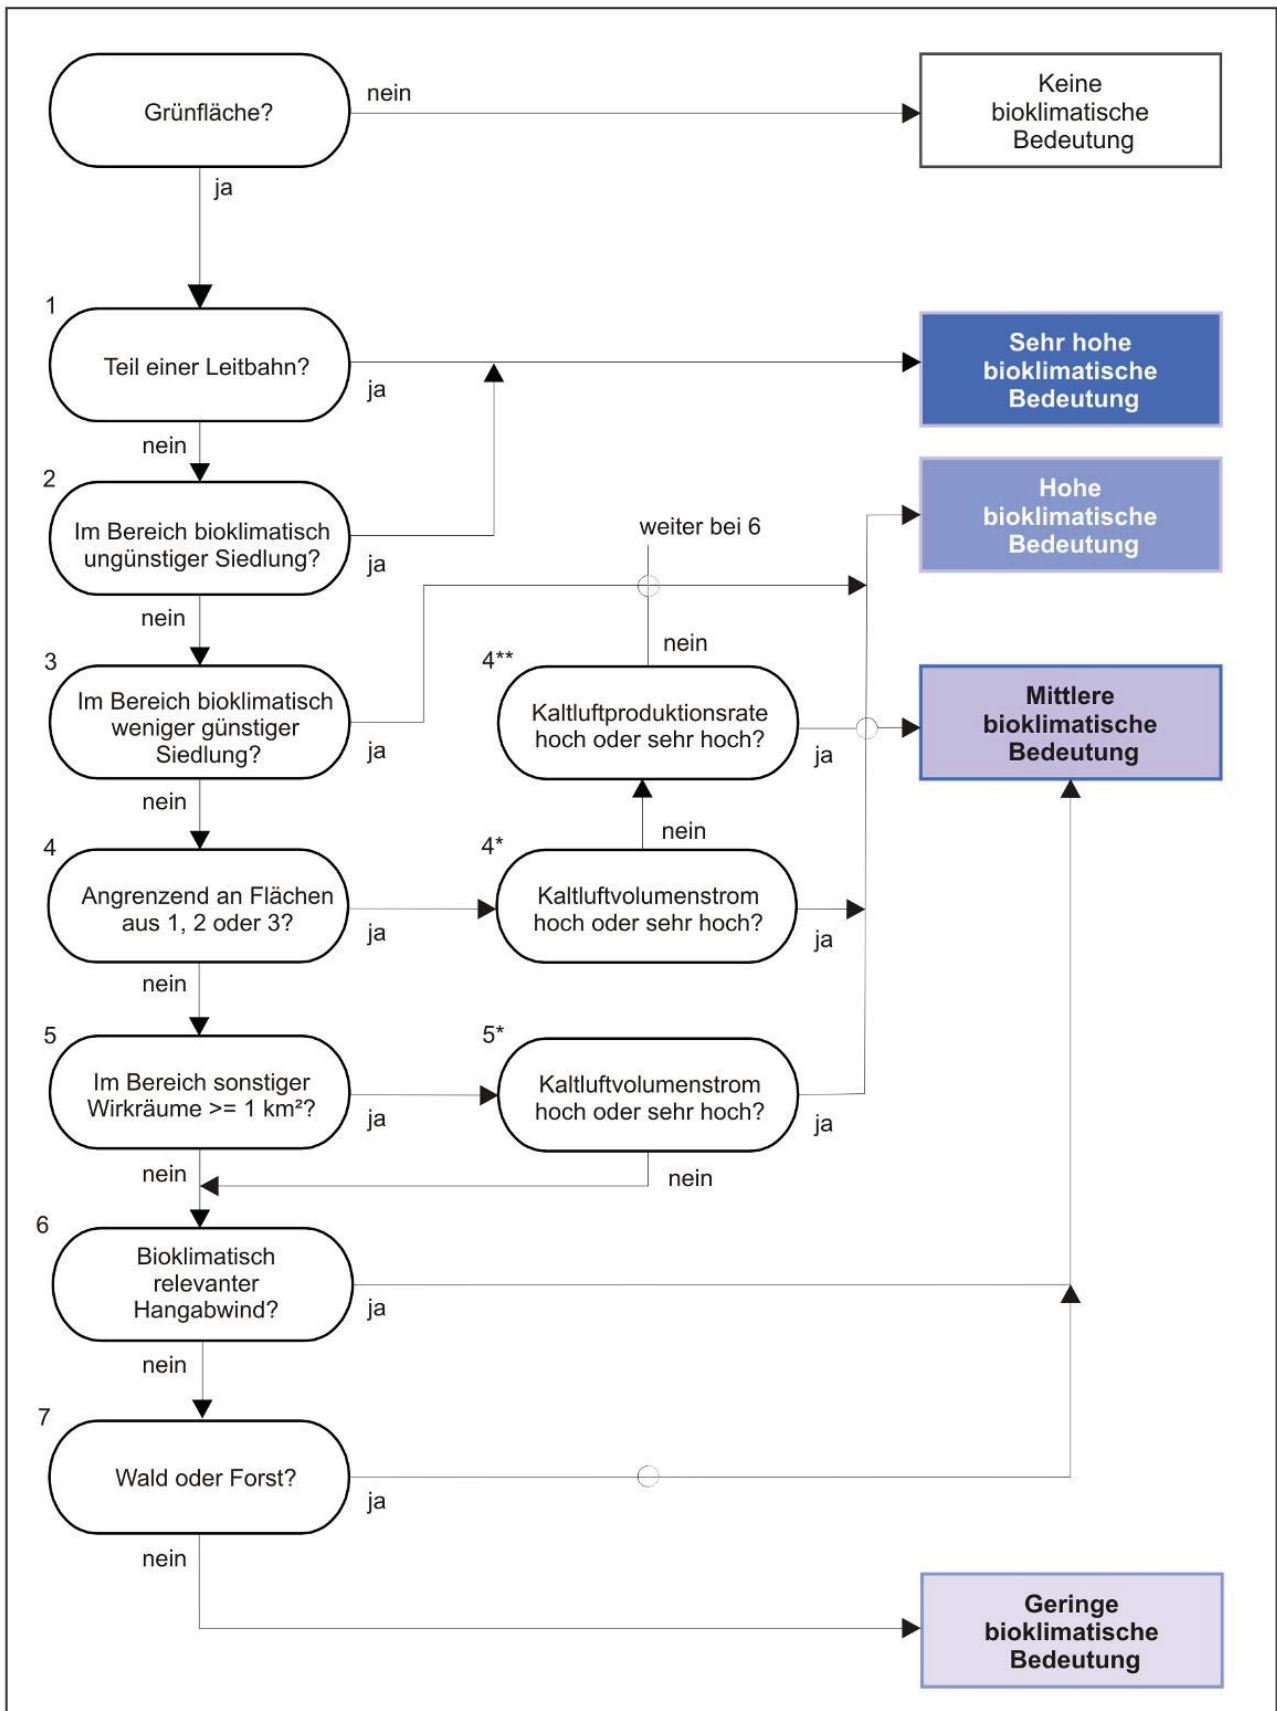 Grünfläche?
nein
Keine
bioklimatische
Bedeutung
ja
1
Teil einer Leitbahn?
ja
Sehr hohe
bioklimatische
Bedeutung
nein
2
Im Bereich bioklimatisch
ungünstiger Siedlung?
ja
Hohe
bioklimatische
Bedeutung
weiter bei 6
nein
3
Im Bereich bioklimatisch
weniger günstiger
Siedlung?
ja
nein
4**
Kaltluftproduktionsrate
hoch oder sehr hoch?
ja
Mittlere
bioklimatische
Bedeutung
nein
4
Angrenzend an Flächen
aus 1, 2 oder 3?
ja
nein
4*
Kaltluftvolumenstrom
hoch oder sehr hoch?
ja
nein
5
Im Bereich sonstiger
Wirkräume >= 1 km²?
ja
5*
Kaltluftvolumenstrom
hoch oder sehr hoch?
ja
nein
nein
6
Bioklimatisch
relevanter
Hangabwind?
ja
nein
7
Wald oder Forst?
ja
nein
Geringe
bioklimatische
Bedeutung